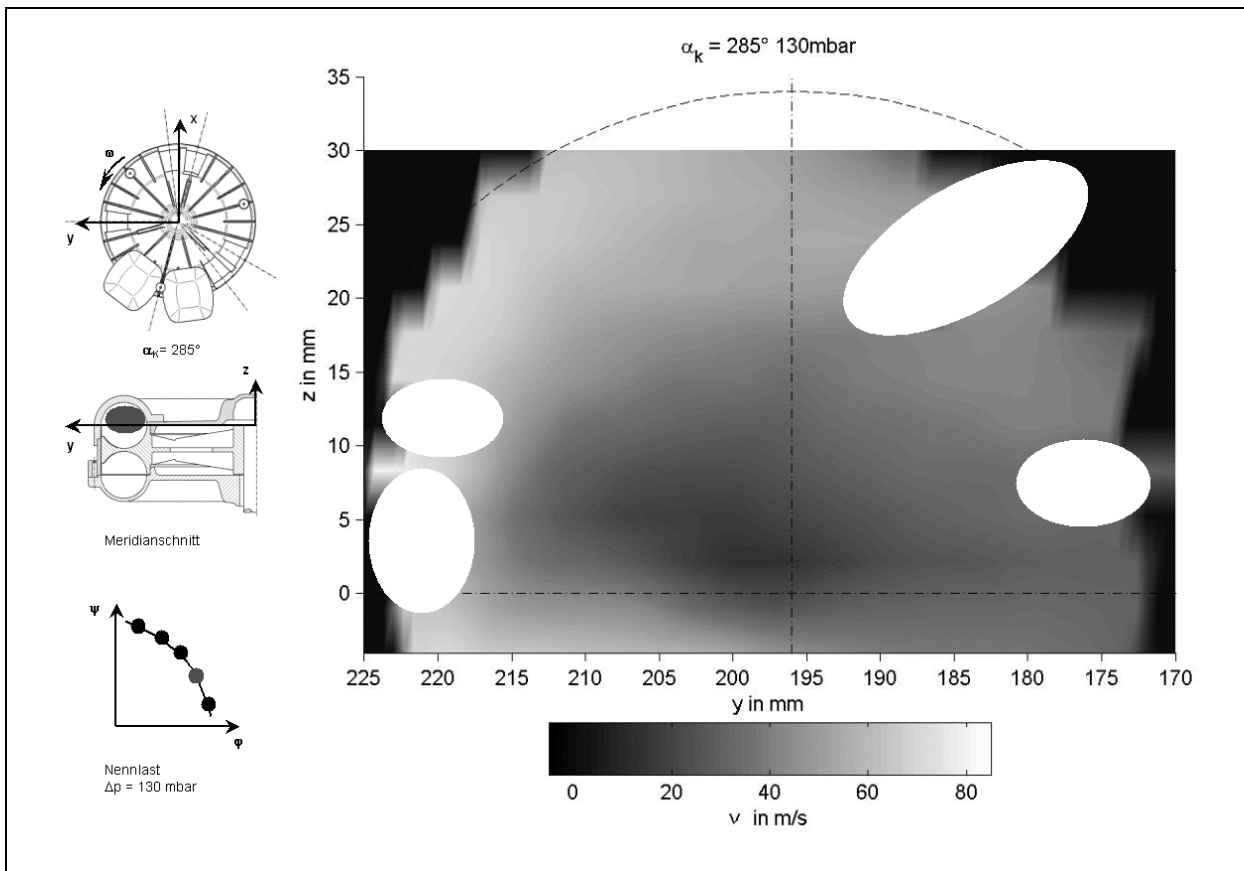 α_k = 285° 130mbar
x
ω
y
α_K = 285°
z
y
Meridianschnitt
ψ
φ
Nennlast
Δp = 130 mbar
z in mm
35
30
25
20
15
10
5
0
225 220 215 210 205 200 195 190 185 180 175 170
y in mm
0 20 40 60 80
v in m/s